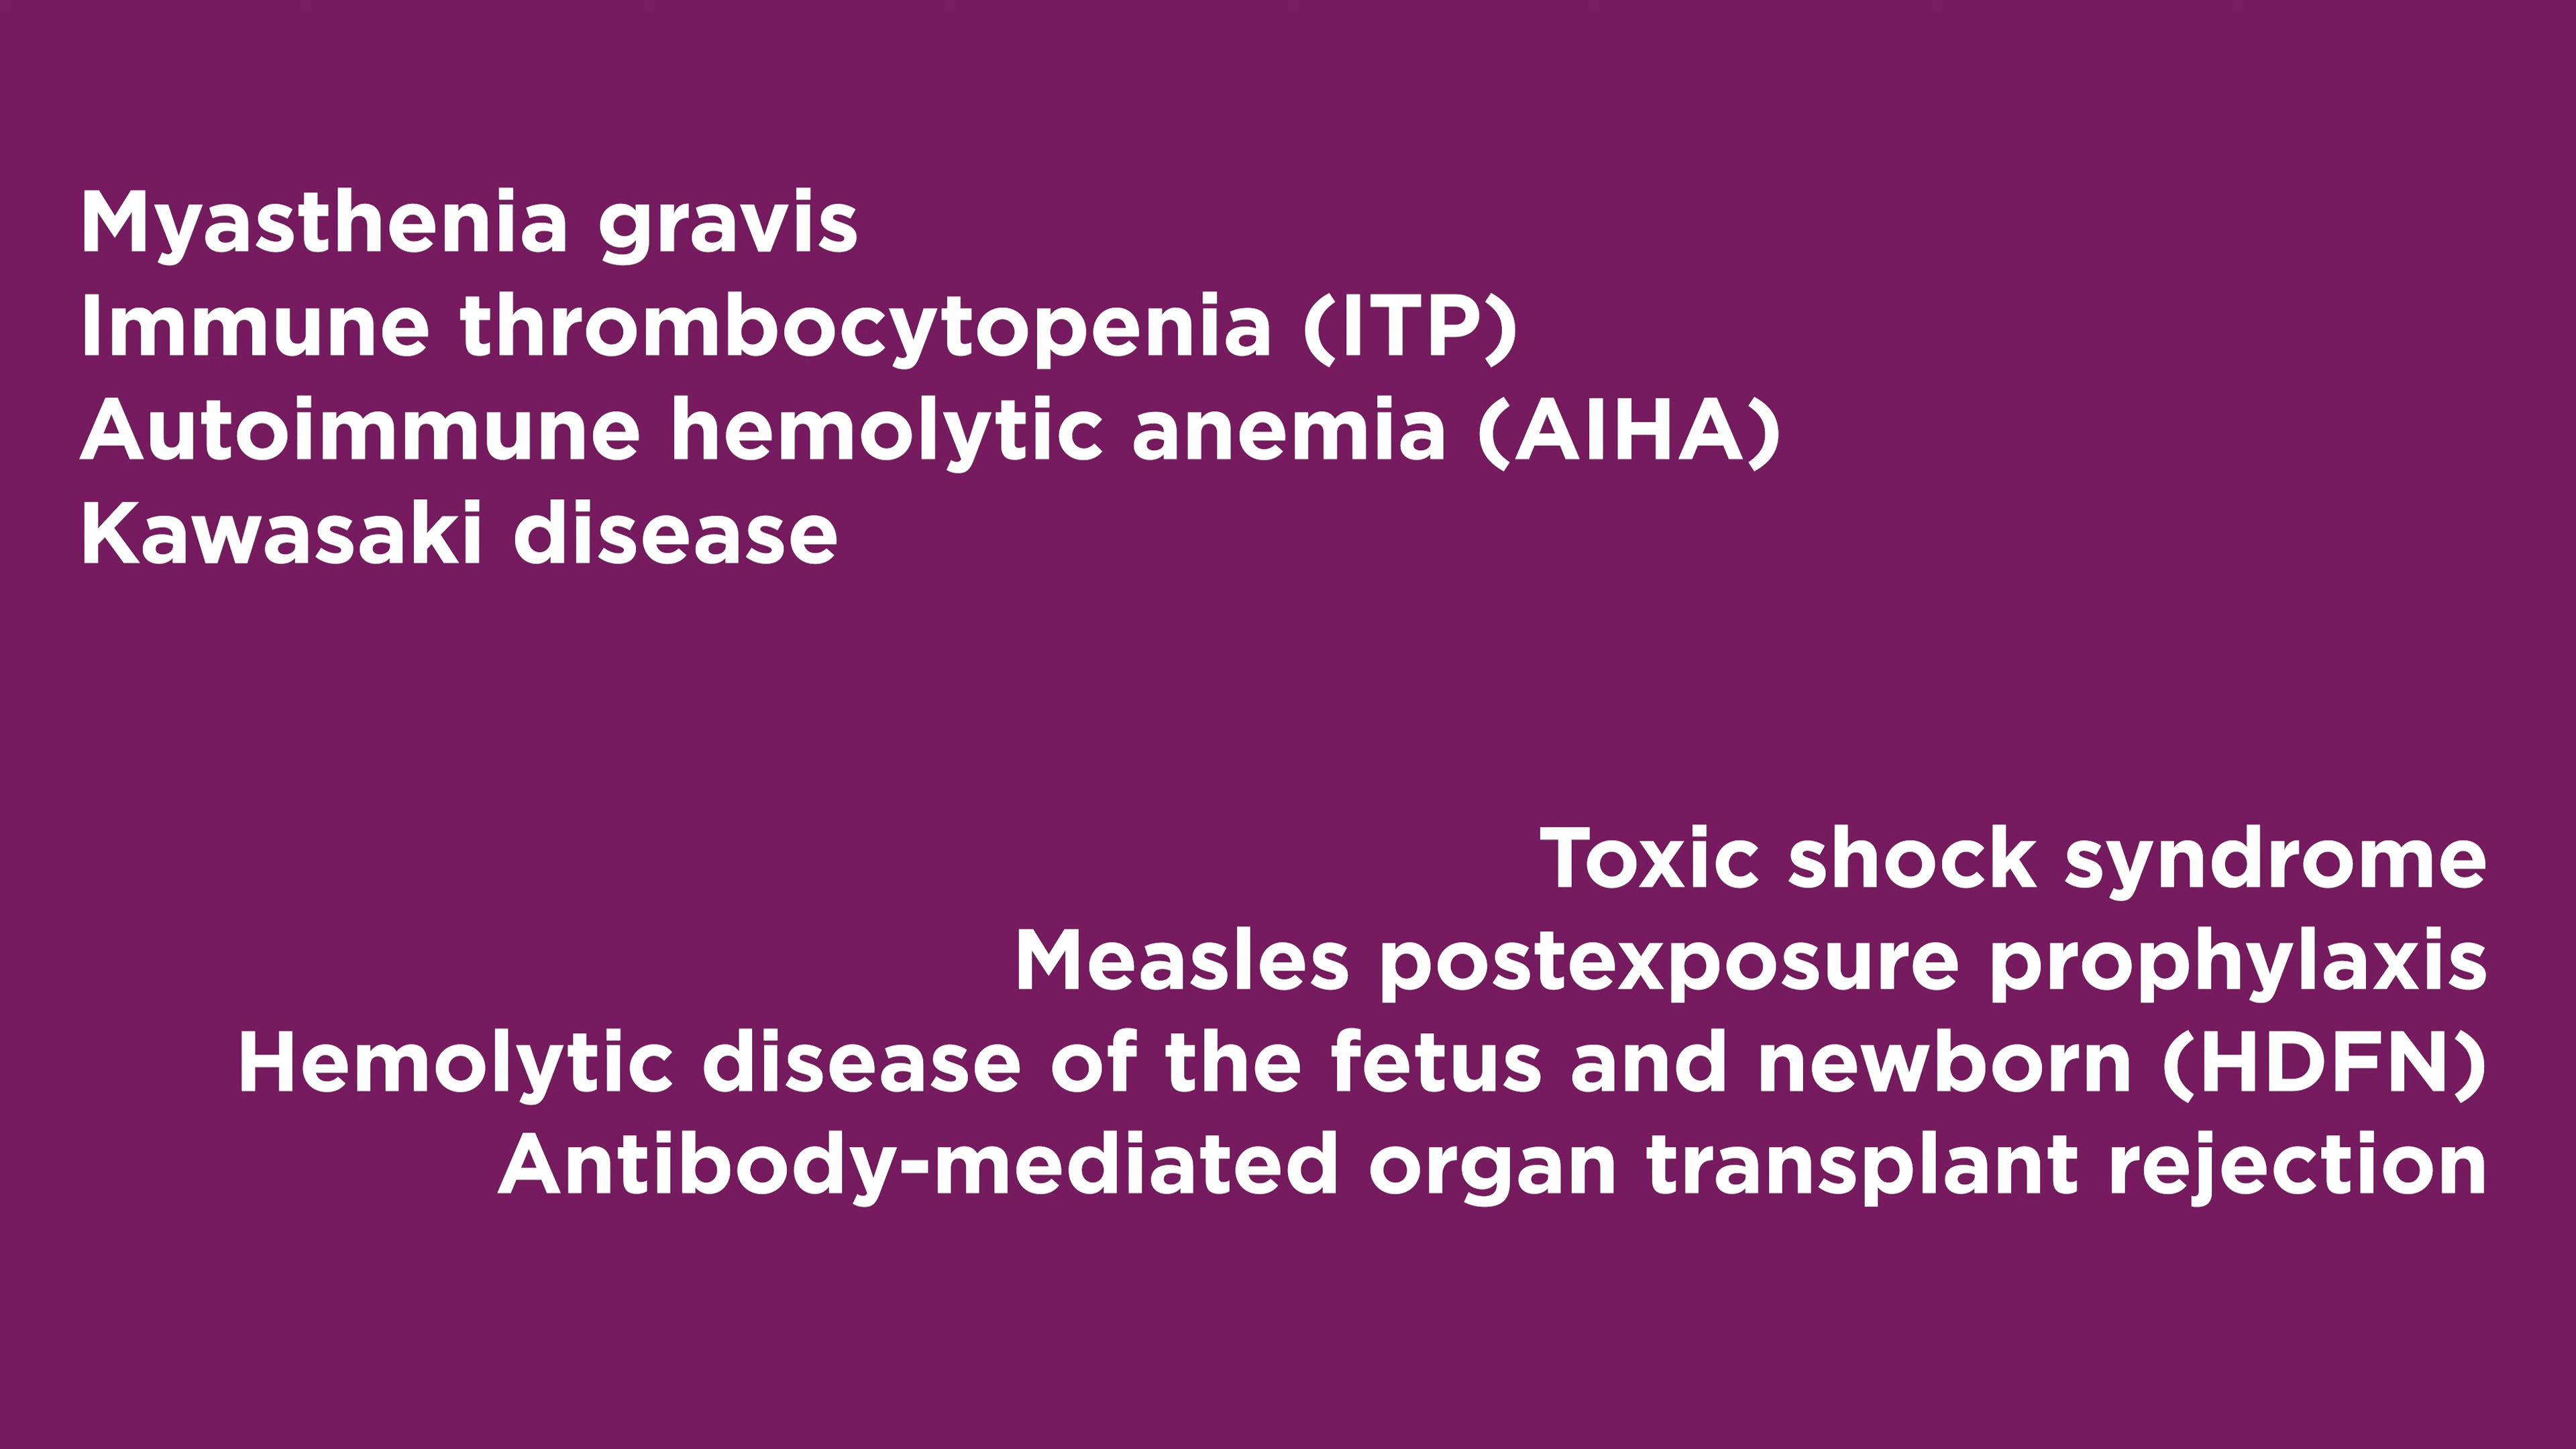 Myasthenia gravis
Immune thrombocytopenia (ITP)
Autoimmune hemolytic anemia (AIHA)
Kawasaki disease
Toxic shock syndrome
Measles postexposure prophylaxis
Hemolytic disease of the fetus and newborn (HDFN)
Antibody-mediated organ transplant rejection